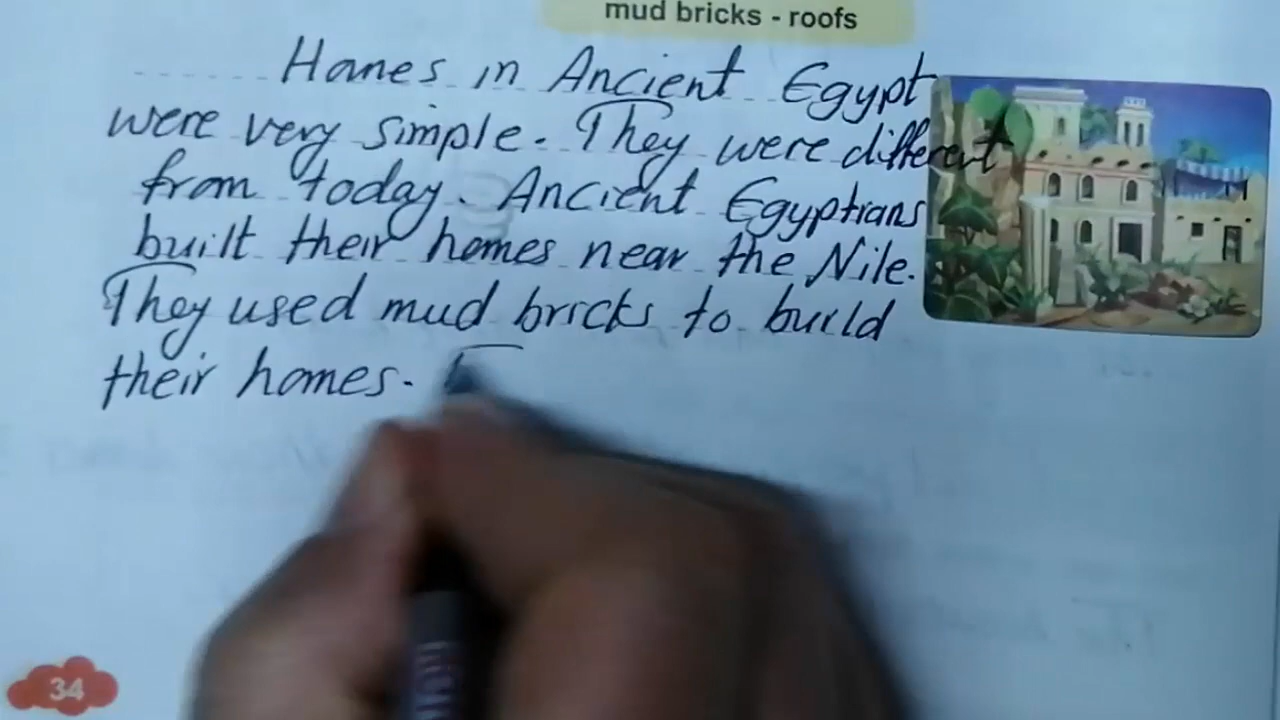 mud bricks - roofs
Homes in Ancient Egypt
were very simple. They were different
from today. Ancient Egyptians
built their homes near the Nile.
They used mud bricks to build
their homes.
34